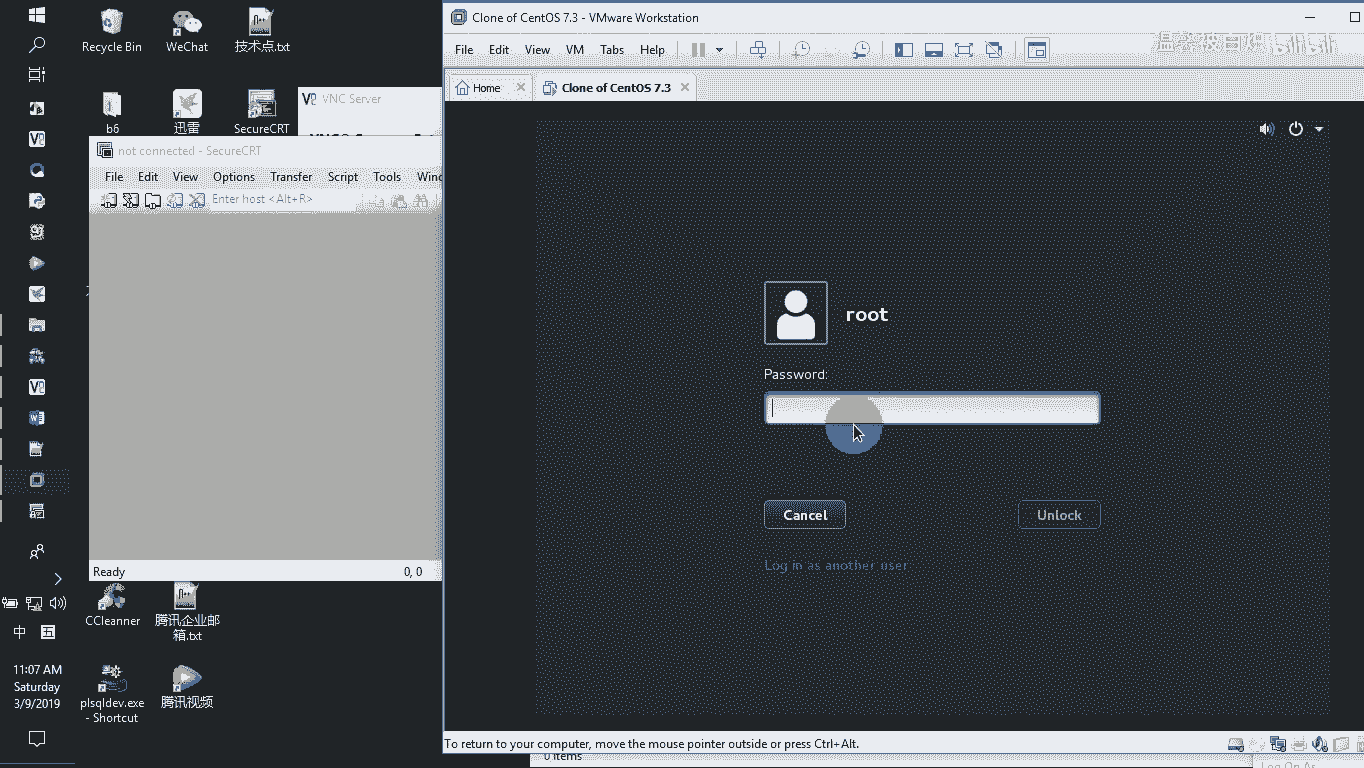 Recycle Bin
WeChat
技术点.txt
b6
迅雷
SecureCRT
VNC Server
not connected - SecureCRT
File Edit View Options Transfer Script Tools
Enter host <Alt+R>
Ready
0, 0
CCleanner
腾讯企业邮
箱.txt
plsqldev.exe
- Shortcut
腾讯视频
中
五
11:07 AM
Saturday
3/9/2019
Clone of CentOS 7.3 - VMware Workstation
File Edit View VM Tabs Help
Home
Clone of CentOS 7.3
root
Password:
Cancel
Unlock
Log in as another user
To return to your computer, move the mouse pointer outside or press Ctrl+Alt.
0 items
Log On As